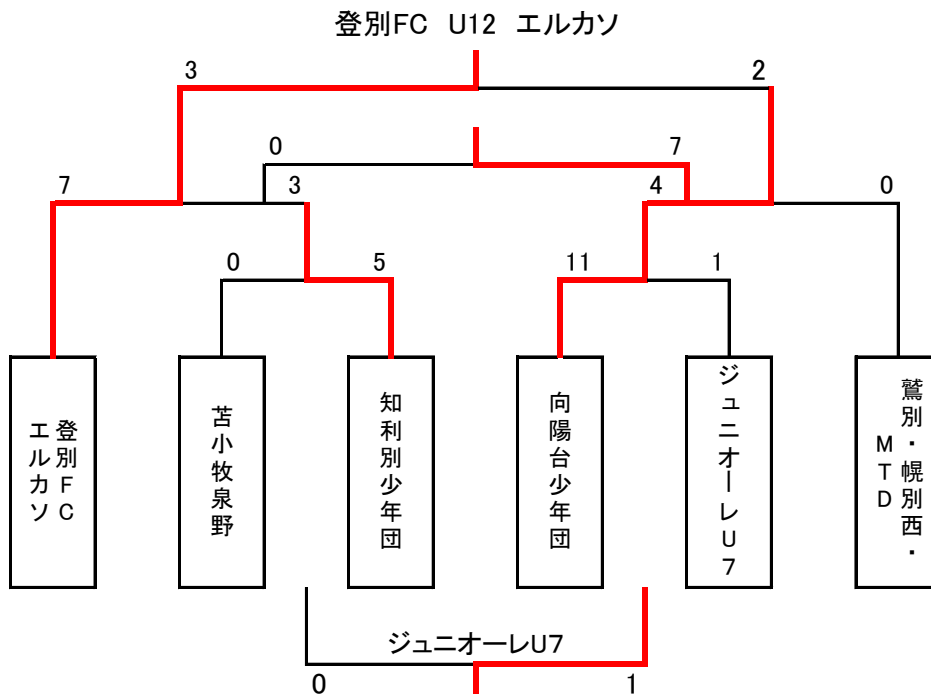 登別FC U12 エルカソ
3 2
0 7
7 3 4 0
0 5 11 1
登別FC
エルカソ
苫小牧泉野
知利別少年団
向陽台少年団
ジュニオーレU7
鷲別・幌別西・
MTD
ジュニオーレU7
0 1